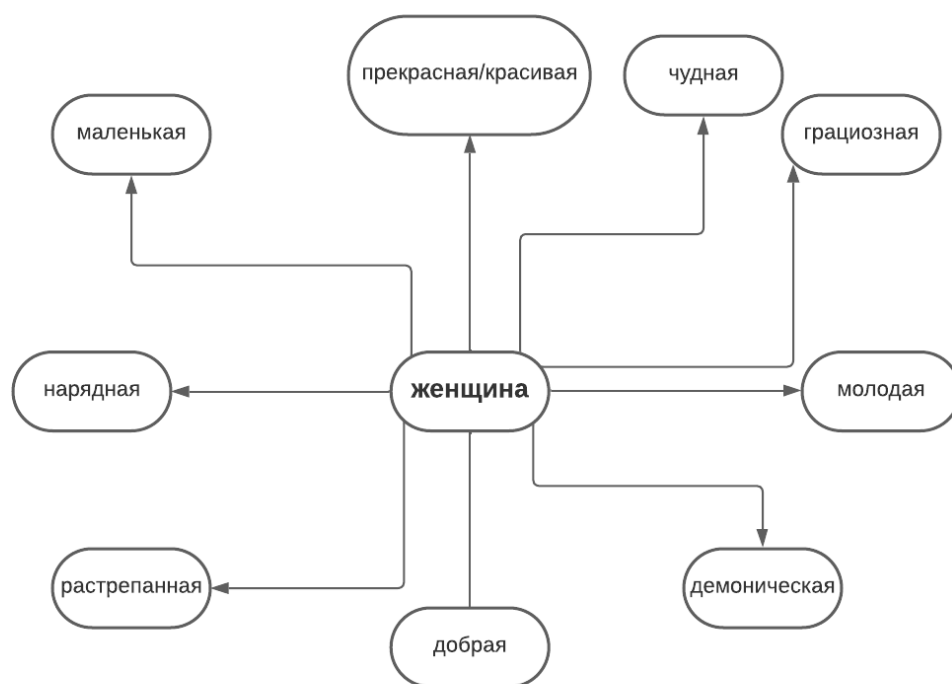 прекрасная/красивая
чудная
маленькая
грациозная
нарядная
женщина
молодая
растрепанная
демоническая
добрая